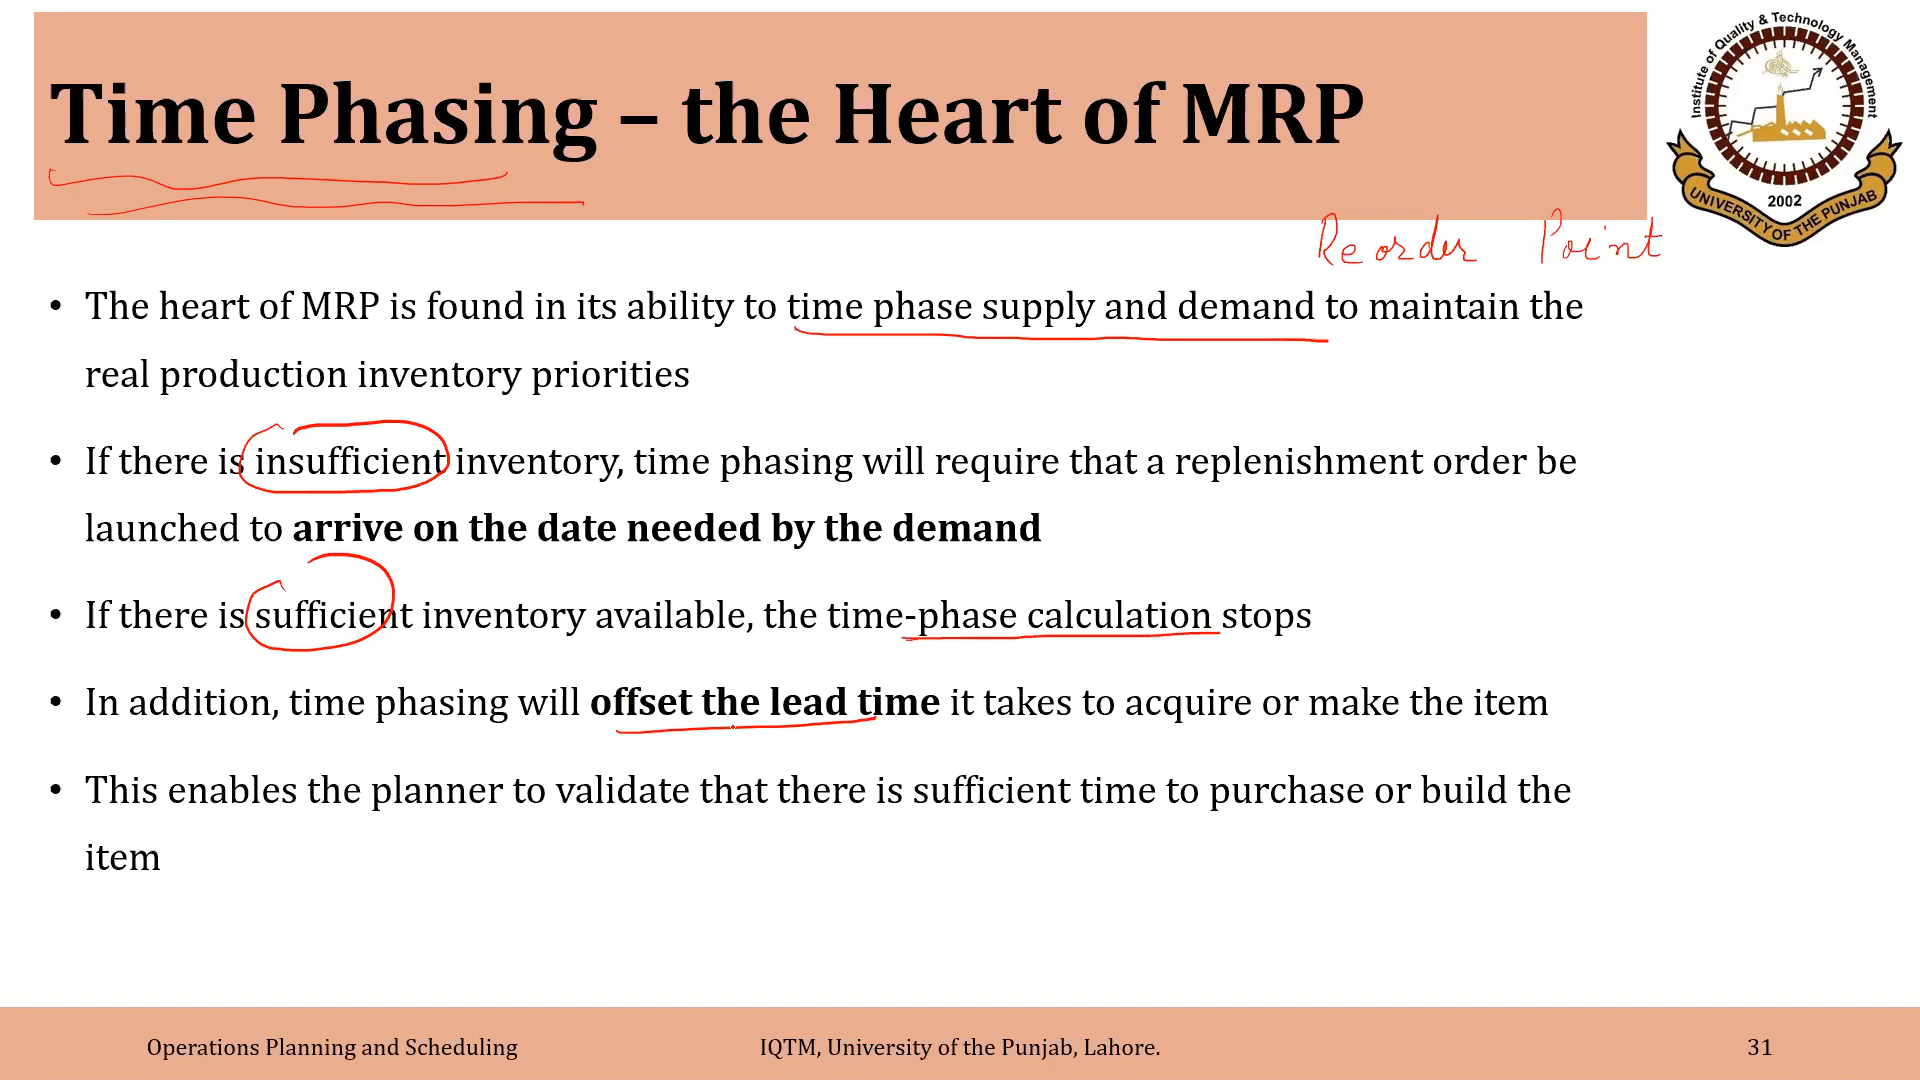 Time Phasing – the Heart of MRP
Institute of Quality & Technology Management
2002
UNIVERSITY OF THE PUNJAB
Reorder Point
• The heart of MRP is found in its ability to time phase supply and demand to maintain the
real production inventory priorities
• If there is insufficient inventory, time phasing will require that a replenishment order be
launched to arrive on the date needed by the demand
• If there is sufficient inventory available, the time-phase calculation stops
• In addition, time phasing will offset the lead time it takes to acquire or make the item
• This enables the planner to validate that there is sufficient time to purchase or build the
item
Operations Planning and Scheduling
IQTM, University of the Punjab, Lahore.
31